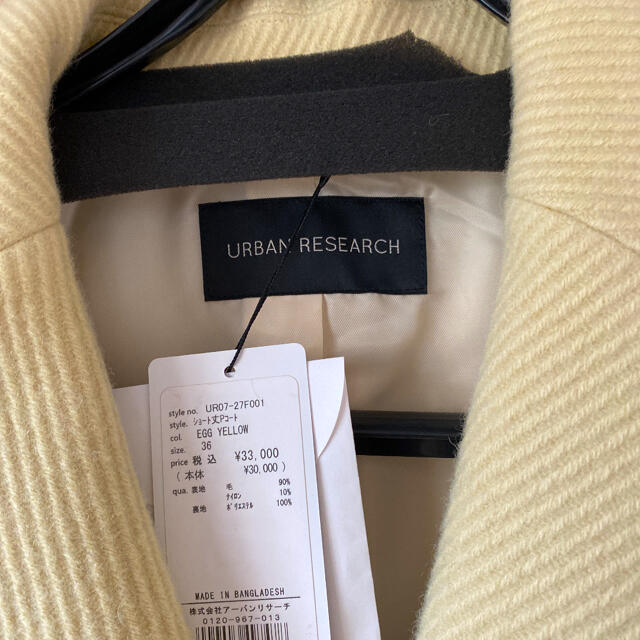 URBAN RESEARCH
style no. UR07-27F001
style. ショート丈Pコート
col. EGG YELLOW
size. 36
price 税込 ¥33,000
(本体 ¥30,000)
qua. 表地 毛 90%
ナイロン 10%
裏地 ポリエステル 100%
MADE IN BANGLADESH
株式会社アーバンリサーチ
0120-967-013